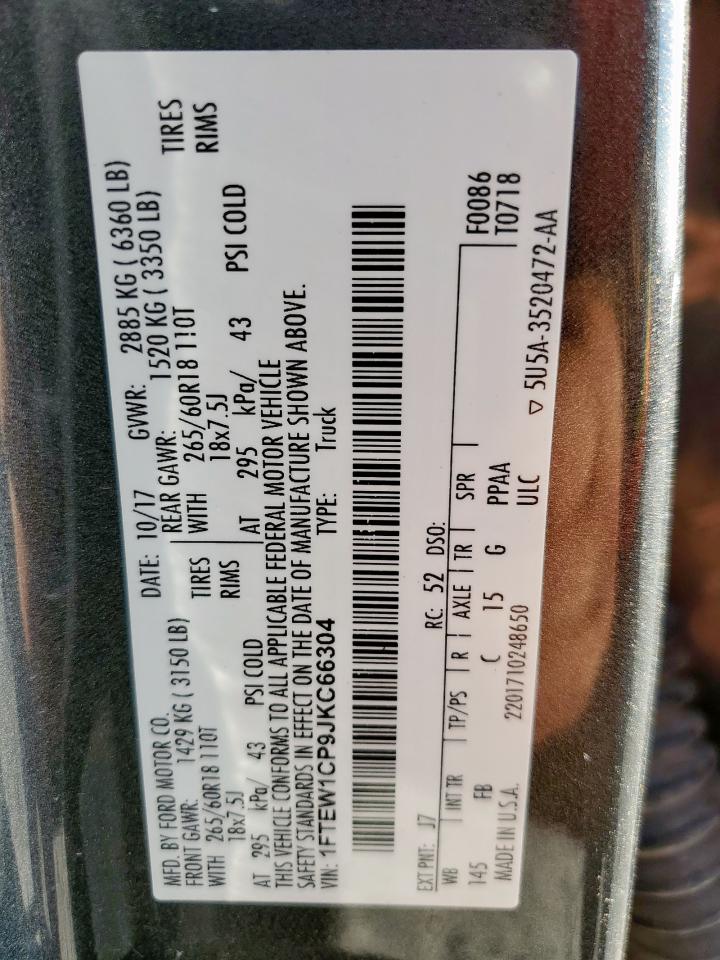 MFD. BY FORD MOTOR CO. DATE: 10/17 GVWR: 2885 KG ( 6360 LB)
FRONT GAWR: 1429 KG ( 3150 LB) REAR GAWR: 1520 KG ( 3350 LB)
WITH 265/60R18 110T TIRES WITH 265/60R18 110T TIRES
18x7.5J RIMS 18x7.5J RIMS
AT 295 kPa/ 43 PSI COLD AT 295 kPa/ 43 PSI COLD
THIS VEHICLE CONFORMS TO ALL APPLICABLE FEDERAL MOTOR VEHICLE
SAFETY STANDARDS IN EFFECT ON THE DATE OF MANUFACTURE SHOWN ABOVE.
VIN: 1FTEW1CP9JKC66304 TYPE: Truck
EXT PNT: J7 RC: 52 DSO:
WB INT TR TP/PS R AXLE TR SPR F0086
145 FB C 15 G PPAA T0718
MADE IN U.S.A. 2201710248650 ULC
▽ 5U5A-3520472-AA